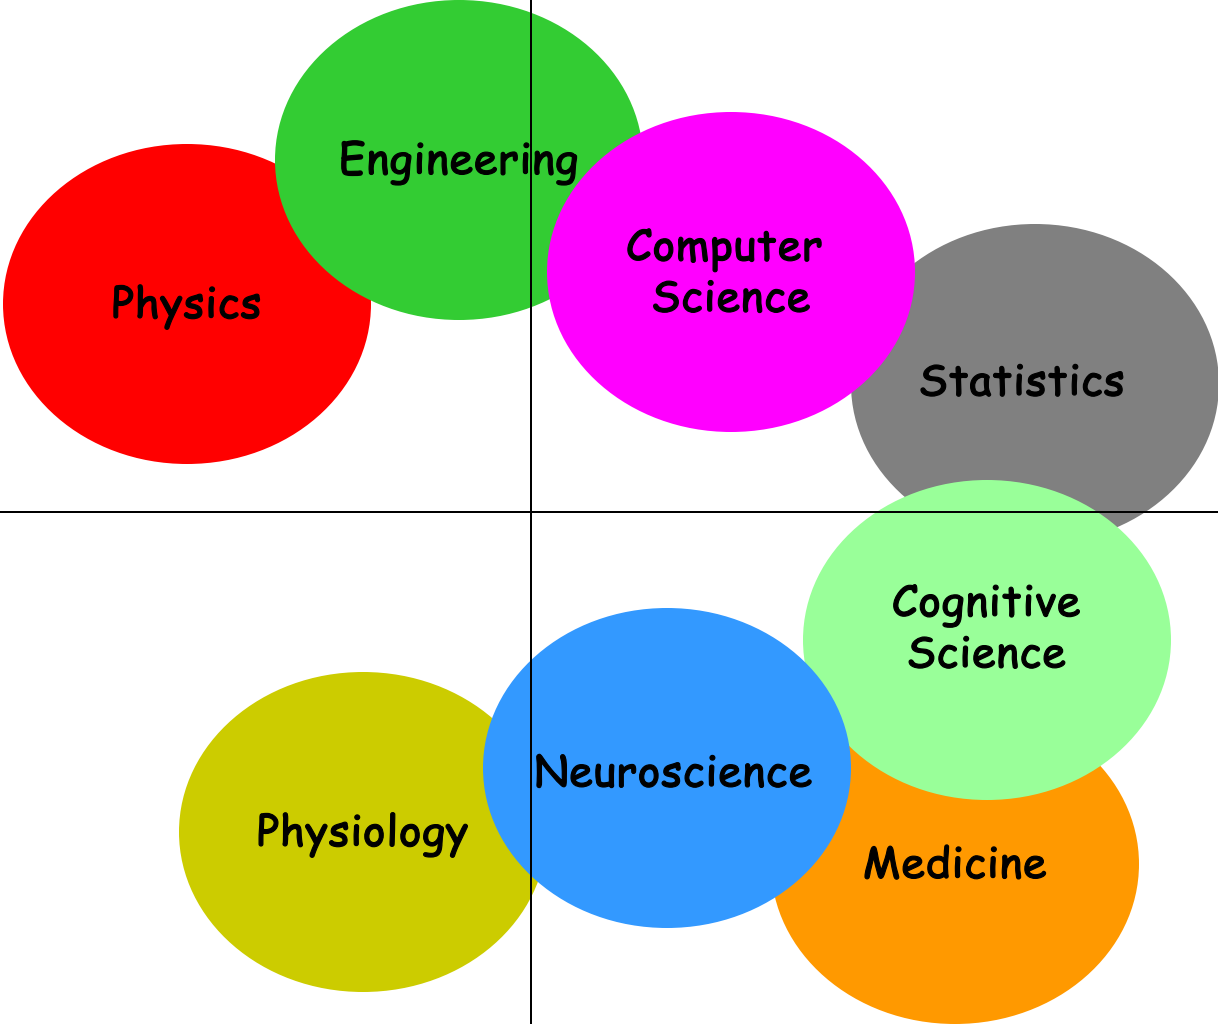 Engineering
Physics
Computer
Science
Statistics
Cognitive
Science
Neuroscience
Physiology
Medicine